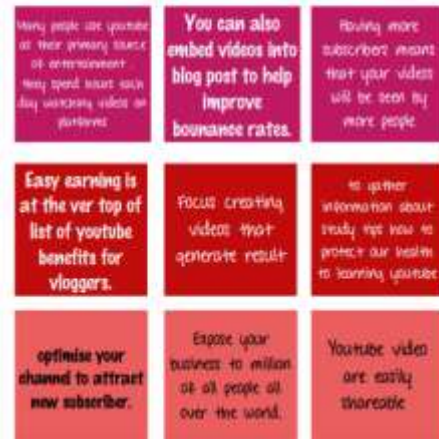 Many people use youtube
as their primary source
of entertainment
they spend hours each
day watching videos on
platforms
You can also
embed videos into
blog post to help
improve
bounance rates.
Having more
subscribers means
that your videos
will be seen by
more people
Easy earning is
at the ver top of
list of youtube
benefits for
vloggers.
Focus creating
videos that
generate result
to gather
information about
study tips how to
protect our health
to learning youtube
optimise your
channel to attract
new subscriber.
Expose your
business to million
of all people all
over the world.
Youtube video
are easily
shareable